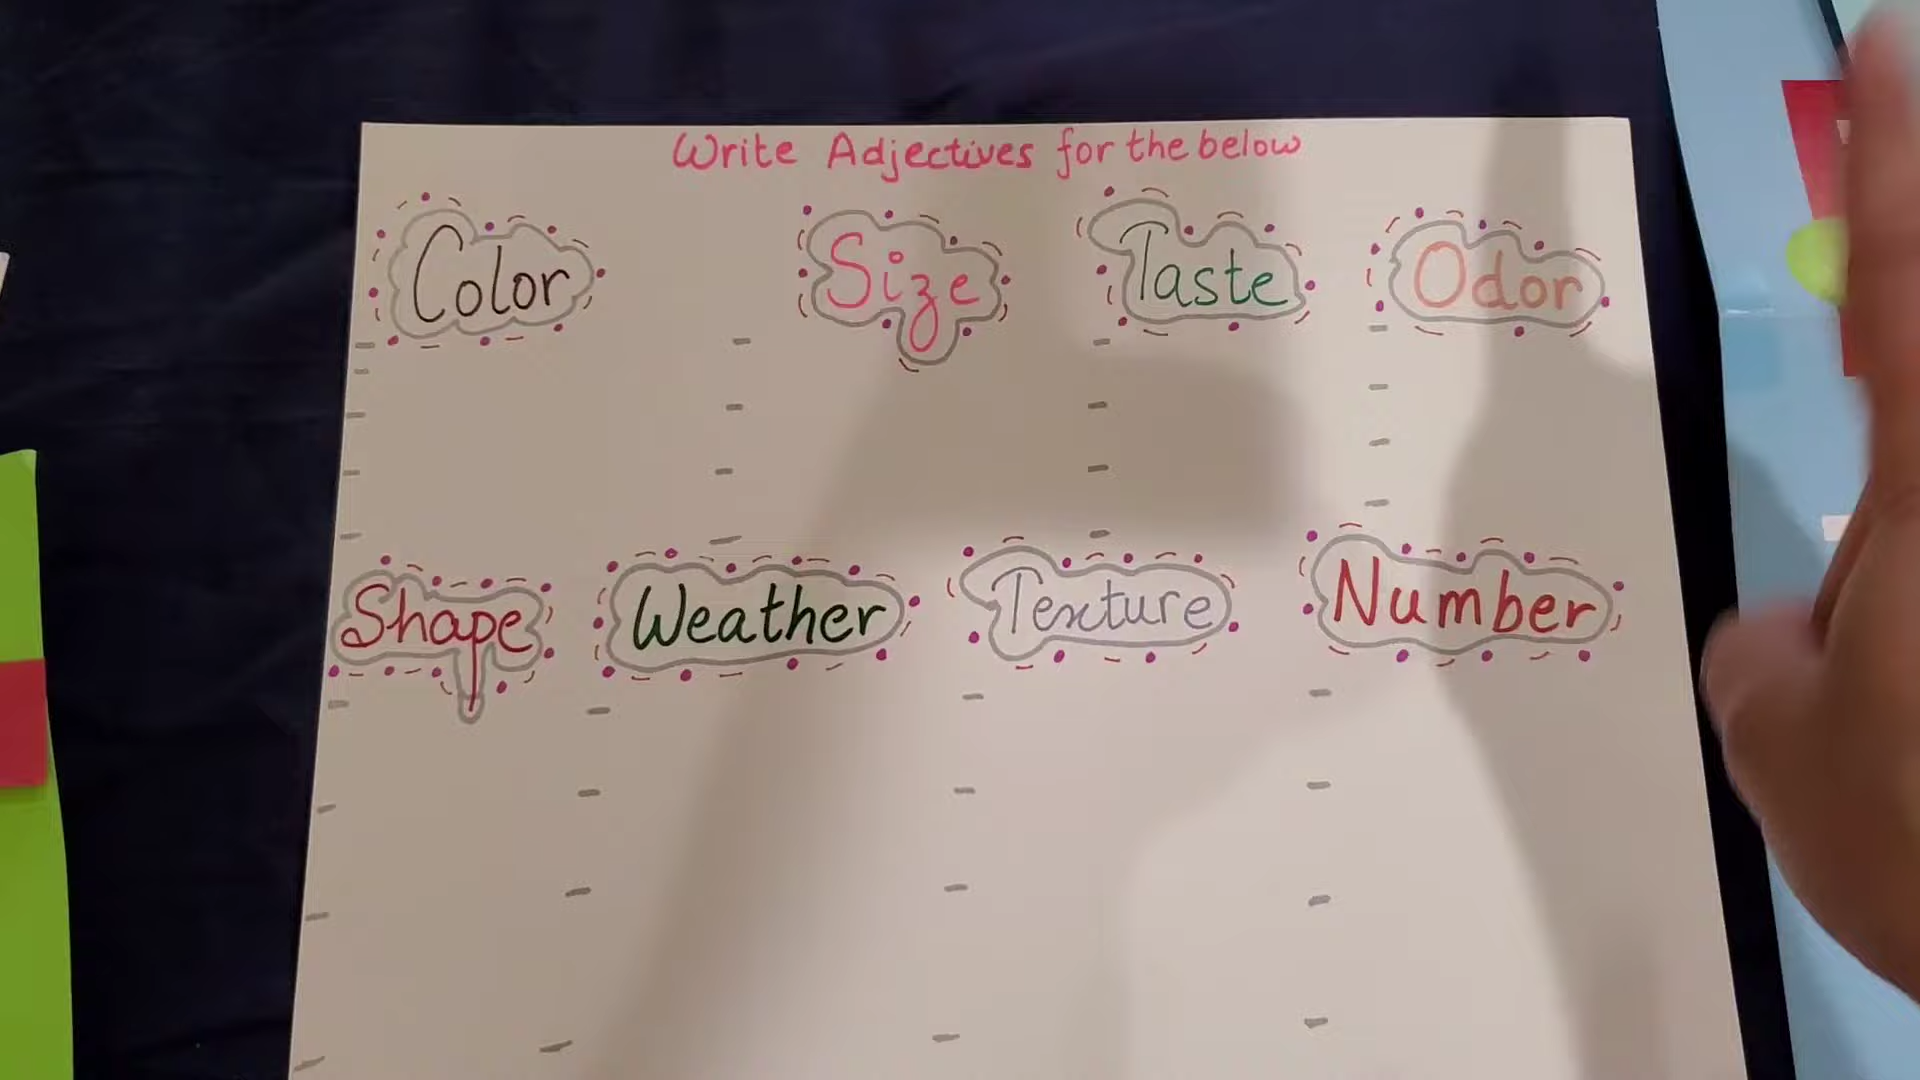 Write Adjectives for the below
Color Size Taste Odor
Shape Weather Texture Number